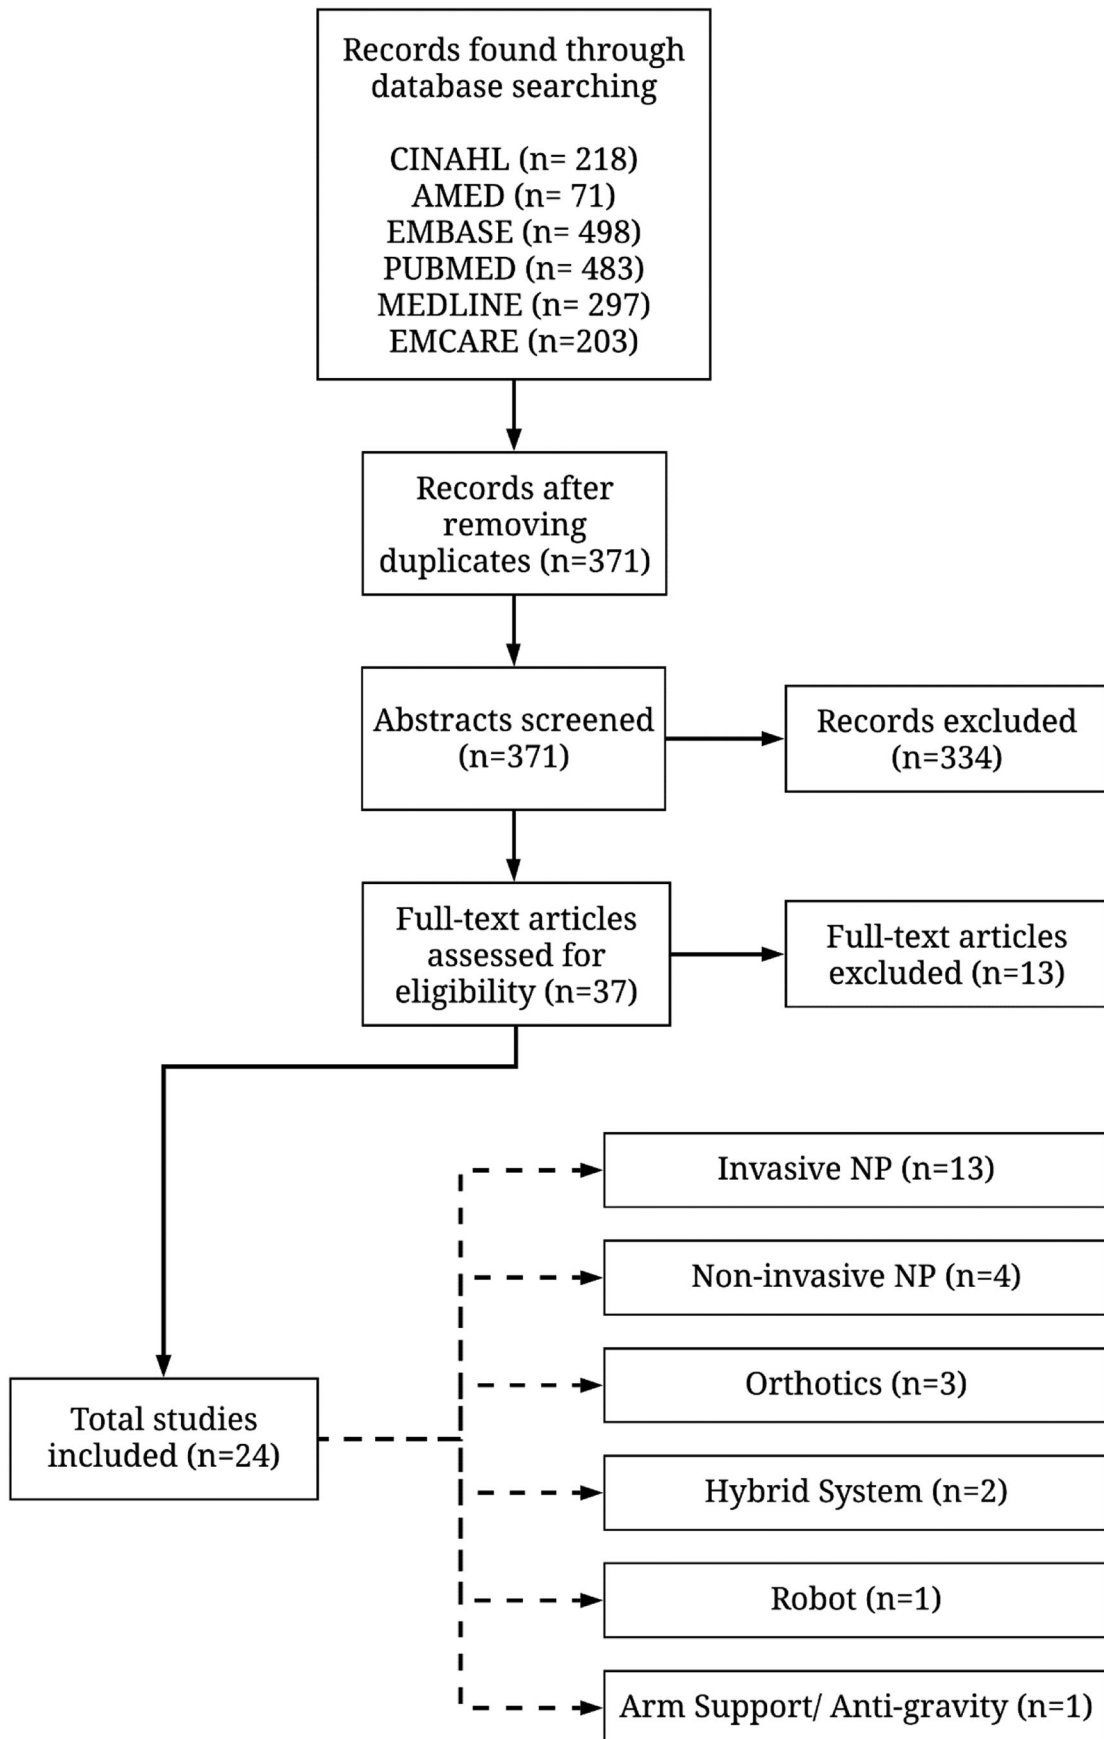 Records found through
database searching
CINAHL (n= 218)
AMED (n= 71)
EMBASE (n= 498)
PUBMED (n= 483)
MEDLINE (n= 297)
EMCARE (n=203)
Records after
removing
duplicates (n=371)
Abstracts screened
(n=371)
Records excluded
(n=334)
Full-text articles
assessed for
eligibility (n=37)
Full-text articles
excluded (n=13)
Total studies
included (n=24)
Invasive NP (n=13)
Non-invasive NP (n=4)
Orthotics (n=3)
Hybrid System (n=2)
Robot (n=1)
Arm Support/ Anti-gravity (n=1)